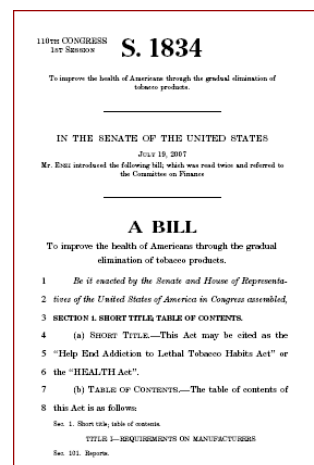 110TH CONGRESS
1ST SESSION
S. 1834
To improve the health of Americans through the gradual elimination of
tobacco products.
IN THE SENATE OF THE UNITED STATES
JULY 19, 2007
Mr. ENZI introduced the following bill; which was read twice and referred to
the Committee on Finance
A BILL
To improve the health of Americans through the gradual
elimination of tobacco products.
1 Be it enacted by the Senate and House of Representa-
2 tives of the United States of America in Congress assembled,
3 SECTION 1. SHORT TITLE; TABLE OF CONTENTS.
4 (a) SHORT TITLE.—This Act may be cited as the
5 “Help End Addiction to Lethal Tobacco Habits Act” or
6 the “HEALTH Act”.
7 (b) TABLE OF CONTENTS.—The table of contents of
8 this Act is as follows:
Sec. 1. Short title; table of contents.
TITLE I—REQUIREMENTS ON MANUFACTURERS
Sec. 101. Reports.